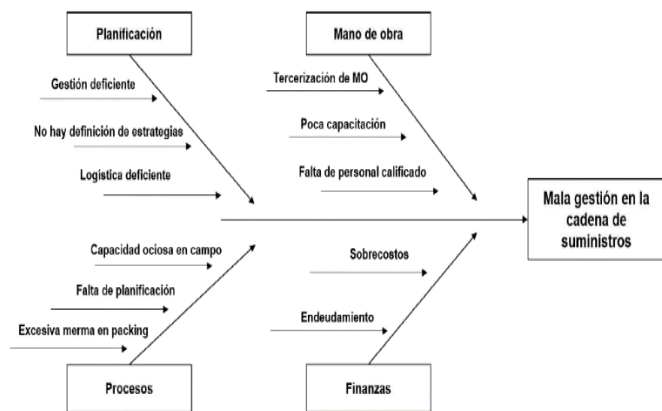 Planificación
Mano de obra
Gestión deficiente
Tercerización de MO
No hay definición de estrategias
Poca capacitación
Logística deficiente
Falta de personal calificado
Mala gestión en la
cadena de
suministros
Capacidad ociosa en campo
Sobrecostos
Falta de planificación
Endeudamiento
Excesiva merma en packing
Procesos
Finanzas